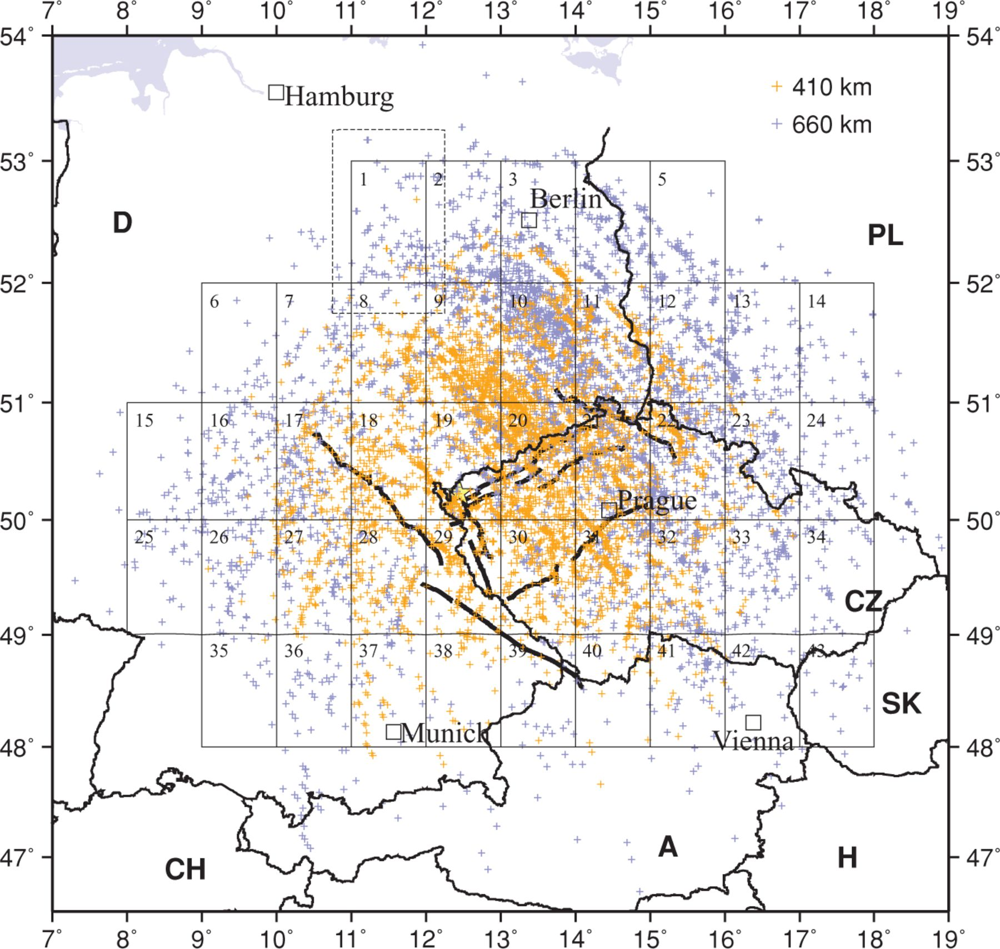 7° 8° 9° 10° 11° 12° 13° 14° 15° 16° 17° 18° 19°
54° 54°
+ 410 km
Hamburg
+ 660 km
53° 53°
1 2 3 5
Berlin
D PL
52° 52°
6 7 8 9 10 11 12 13 14
51° 51°
15 16 17 18 19 20 21 22 23 24
Prague
50° 50°
25 26 27 28 29 30 31 32 33 34
CZ
49° 49°
35 36 37 38 39 40 41 42 43
SK
Munich
Vienna
48° 48°
A
47° 47°
CH H
7° 8° 9° 10° 11° 12° 13° 14° 15° 16° 17° 18° 19°